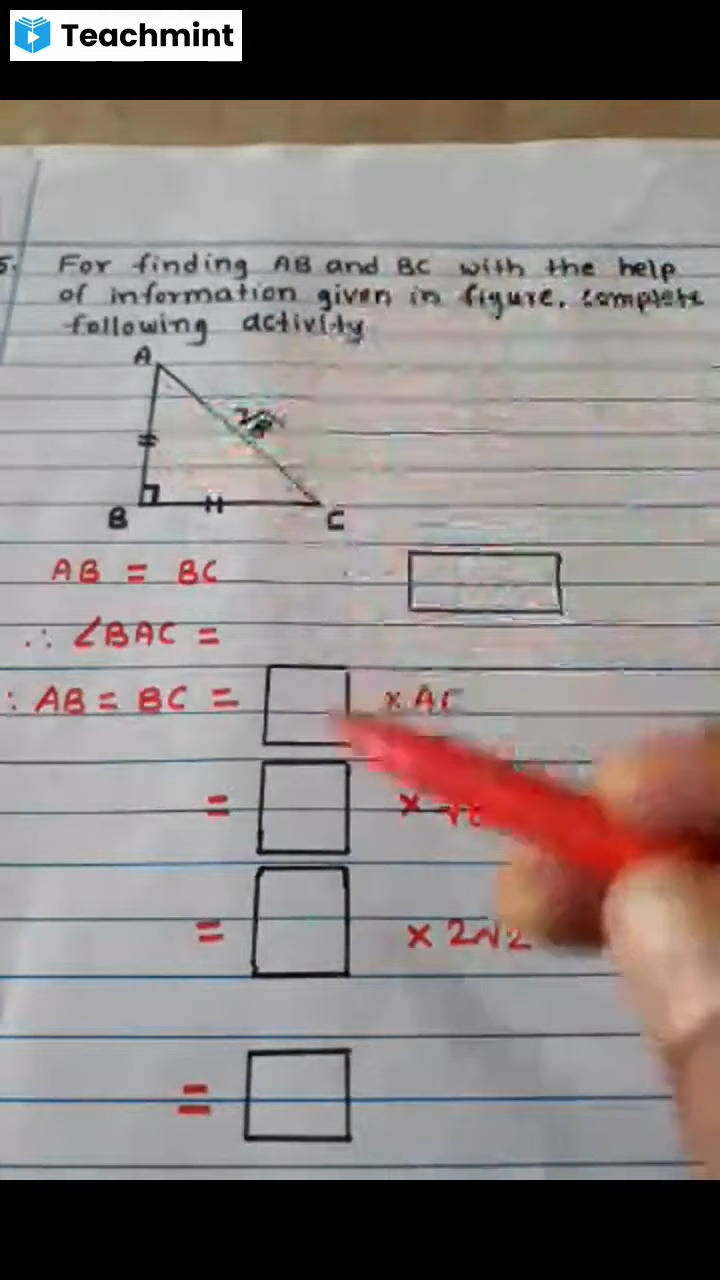 Teachmint
5. For finding AB and BC with the help
of information given in figure. complete
following activity
A
B
C
AB = BC
∴ ∠BAC =
∴ AB = BC =
× AC
=
×
= × 2√2
=